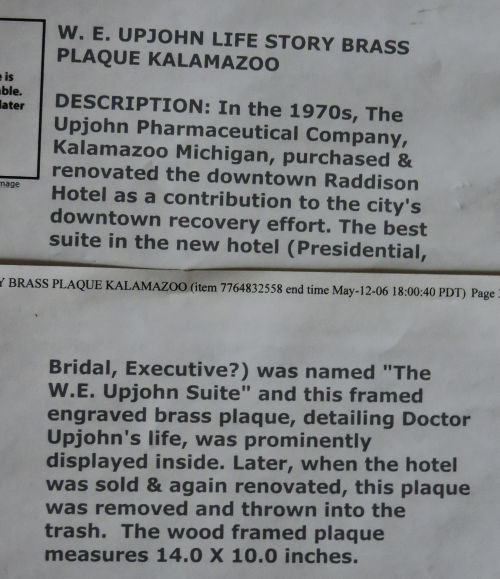 W. E. UPJOHN LIFE STORY BRASS
PLAQUE KALAMAZOO
e is
ble.
later
DESCRIPTION: In the 1970s, The
Upjohn Pharmaceutical Company,
Kalamazoo Michigan, purchased &
renovated the downtown Raddison
Hotel as a contribution to the city's
downtown recovery effort. The best
suite in the new hotel (Presidential,
mage
Y BRASS PLAQUE KALAMAZOO (item 7764832558 end time May-12-06 18:00:40 PDT) Page
Bridal, Executive?) was named "The
W.E. Upjohn Suite" and this framed
engraved brass plaque, detailing Doctor
Upjohn's life, was prominently
displayed inside. Later, when the hotel
was sold & again renovated, this plaque
was removed and thrown into the
trash. The wood framed plaque
measures 14.0 X 10.0 inches.